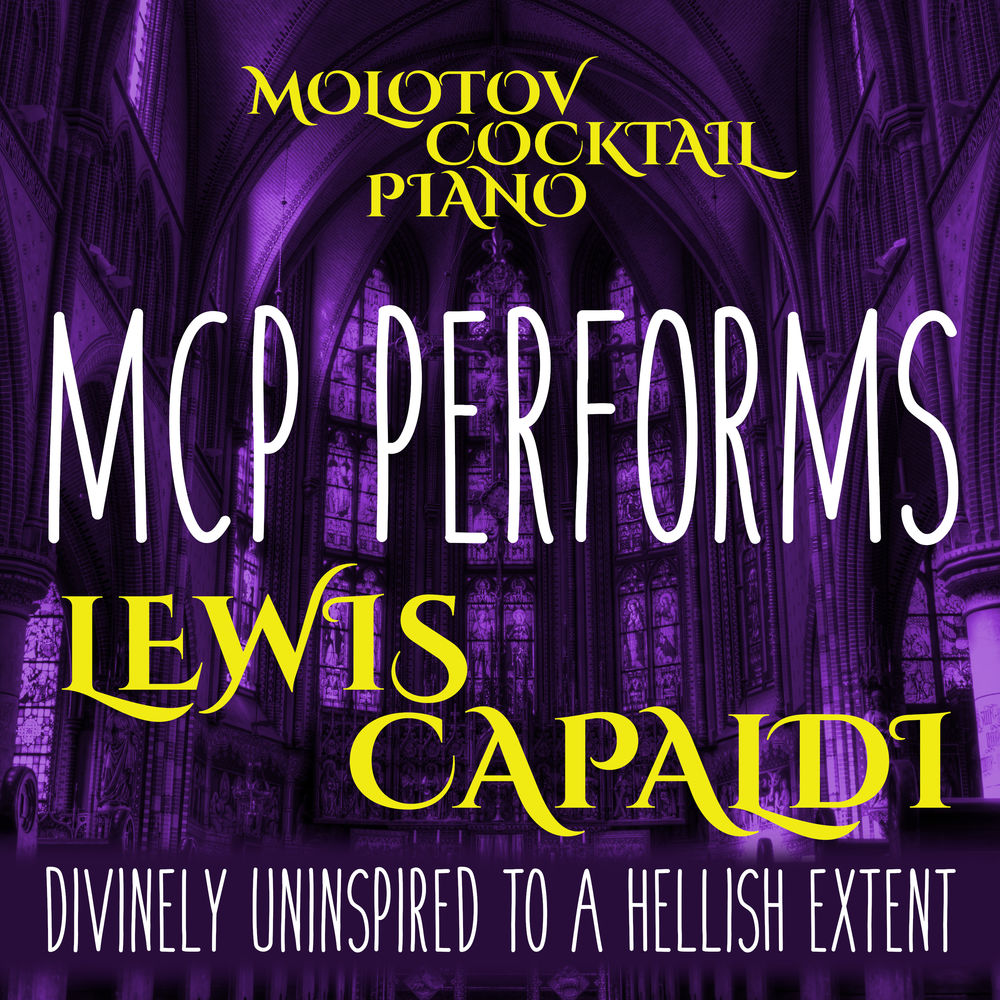 MOLOTOV
COCKTAIL
PIANO
MCP PERFORMS
LEWIS
CAPALDI
DIVINELY UNINSPIRED TO A HELLISH EXTENT